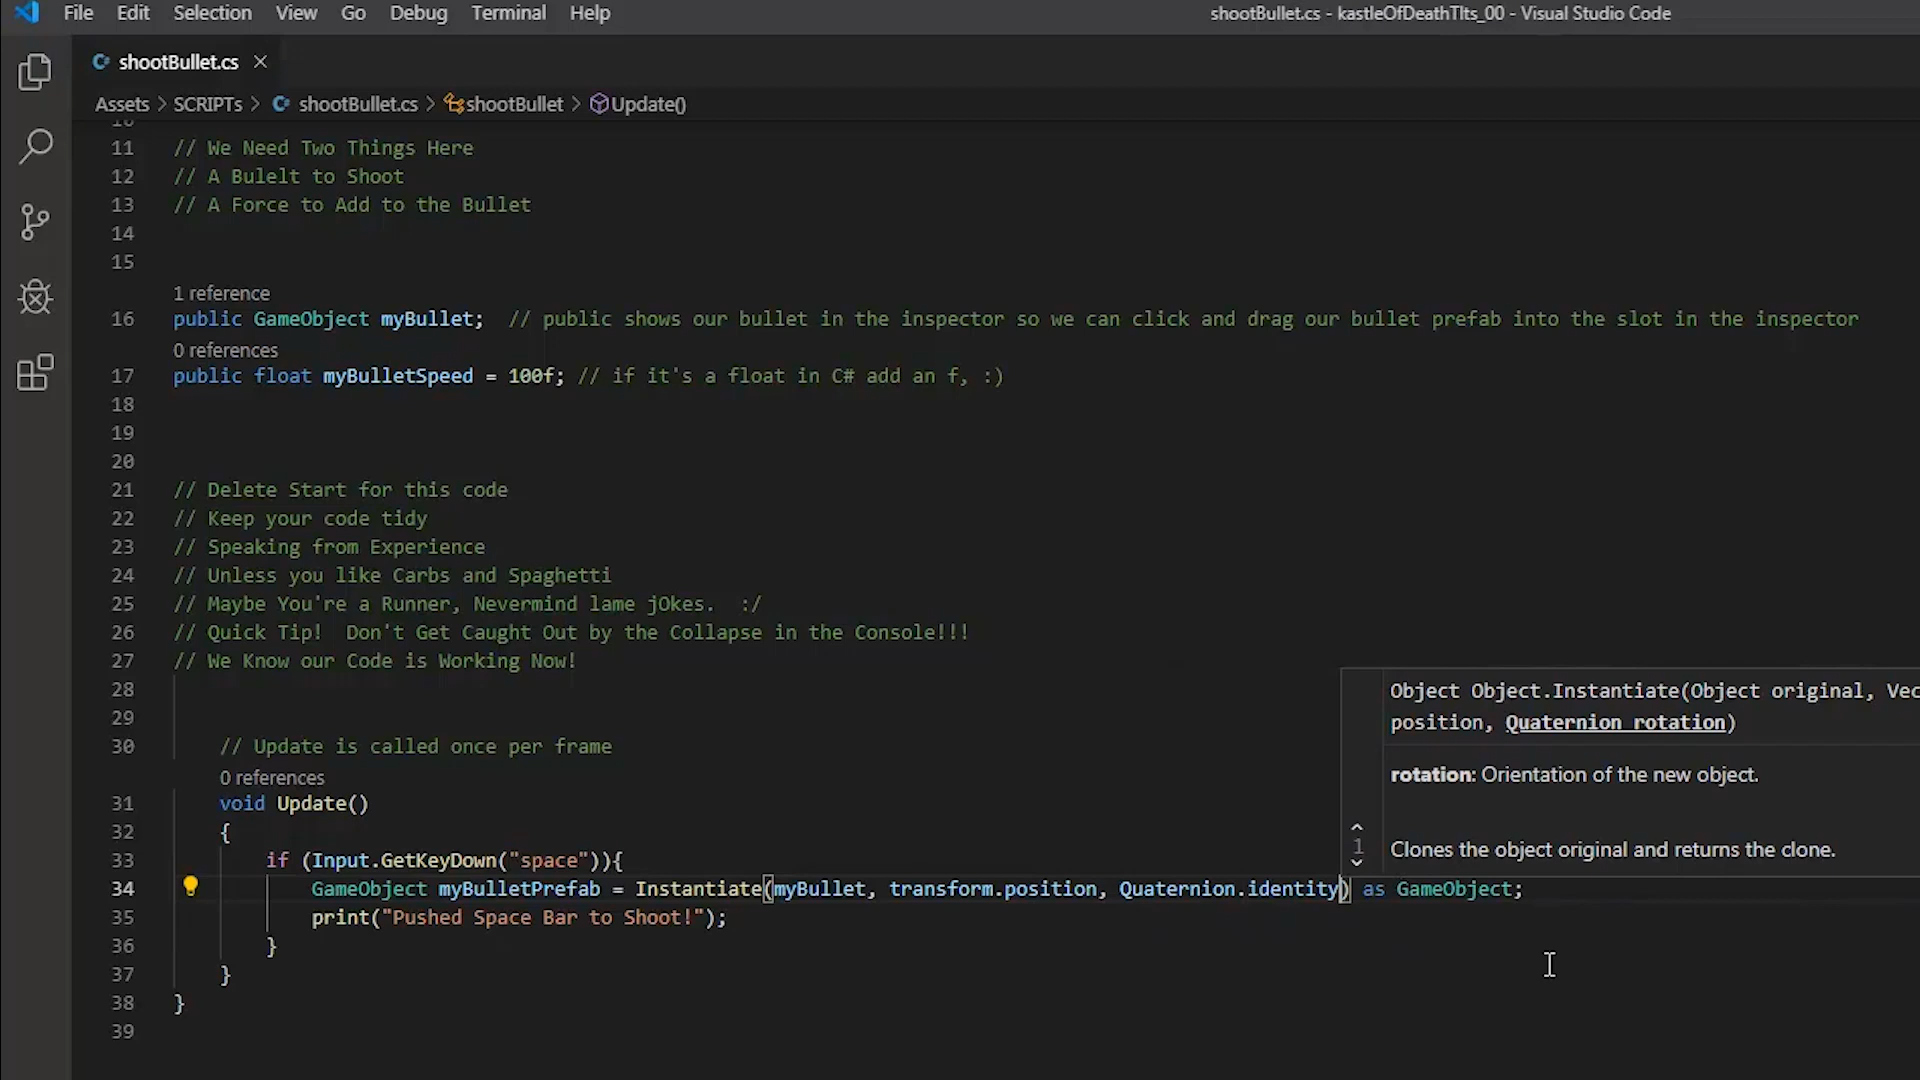 File Edit Selection View Go Debug Terminal Help shootBullet.cs - kastleOfDeathTlts_00 - Visual Studio Code
shootBullet.cs
Assets > SCRIPTs > shootBullet.cs > shootBullet > Update()
10
11 // We Need Two Things Here
12 // A Bulelt to Shoot
13 // A Force to Add to the Bullet
14
15
1 reference
16 public GameObject myBullet; // public shows our bullet in the inspector so we can click and drag our bullet prefab into the slot in the inspector
0 references
17 public float myBulletSpeed = 100f; // if it's a float in C# add an f, :)
18
19
20
21 // Delete Start for this code
22 // Keep your code tidy
23 // Speaking from Experience
24 // Unless you like Carbs and Spaghetti
25 // Maybe You're a Runner, Nevermind lame jOkes. :/
26 // Quick Tip! Don't Get Caught Out by the Collapse in the Console!!!
27 // We Know our Code is Working Now!
28
29
30 // Update is called once per frame
0 references
31 void Update()
32 {
33 if (Input.GetKeyDown("space")){
34 GameObject myBulletPrefab = Instantiate(myBullet, transform.position, Quaternion.identity) as GameObject;
35 print("Pushed Space Bar to Shoot!");
36 }
37 }
38 }
39
Object Object.Instantiate(Object original, Vec
position, Quaternion rotation)
rotation: Orientation of the new object.
1
Clones the object original and returns the clone.